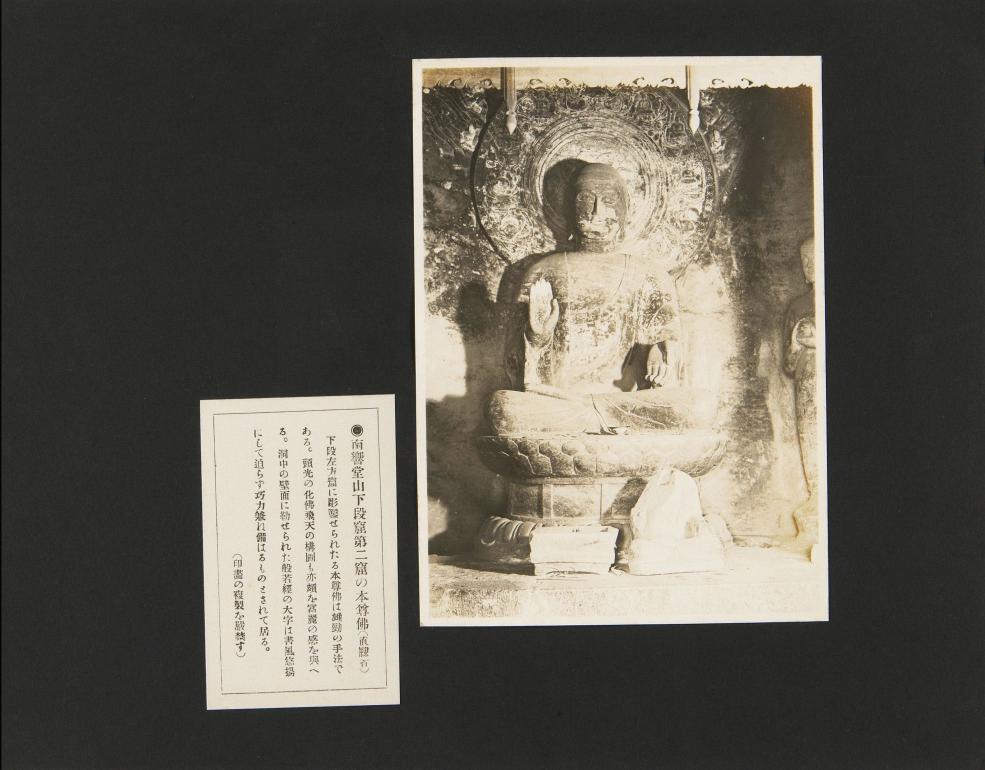 ◉南響堂山下段窟第二窟の本尊佛(直隷省)
下段左方窟に彫鑿せられたる本尊佛は雄勁の手法で
ある。頭光の化佛飛天の構圖も亦頗る富麗の感を與へ
る。洞中の壁面に勒せられた般若經の大字は書風悠揚
にして迫らず巧力兼ね備はるものとされて居る。
(印畫の複製を嚴禁す)